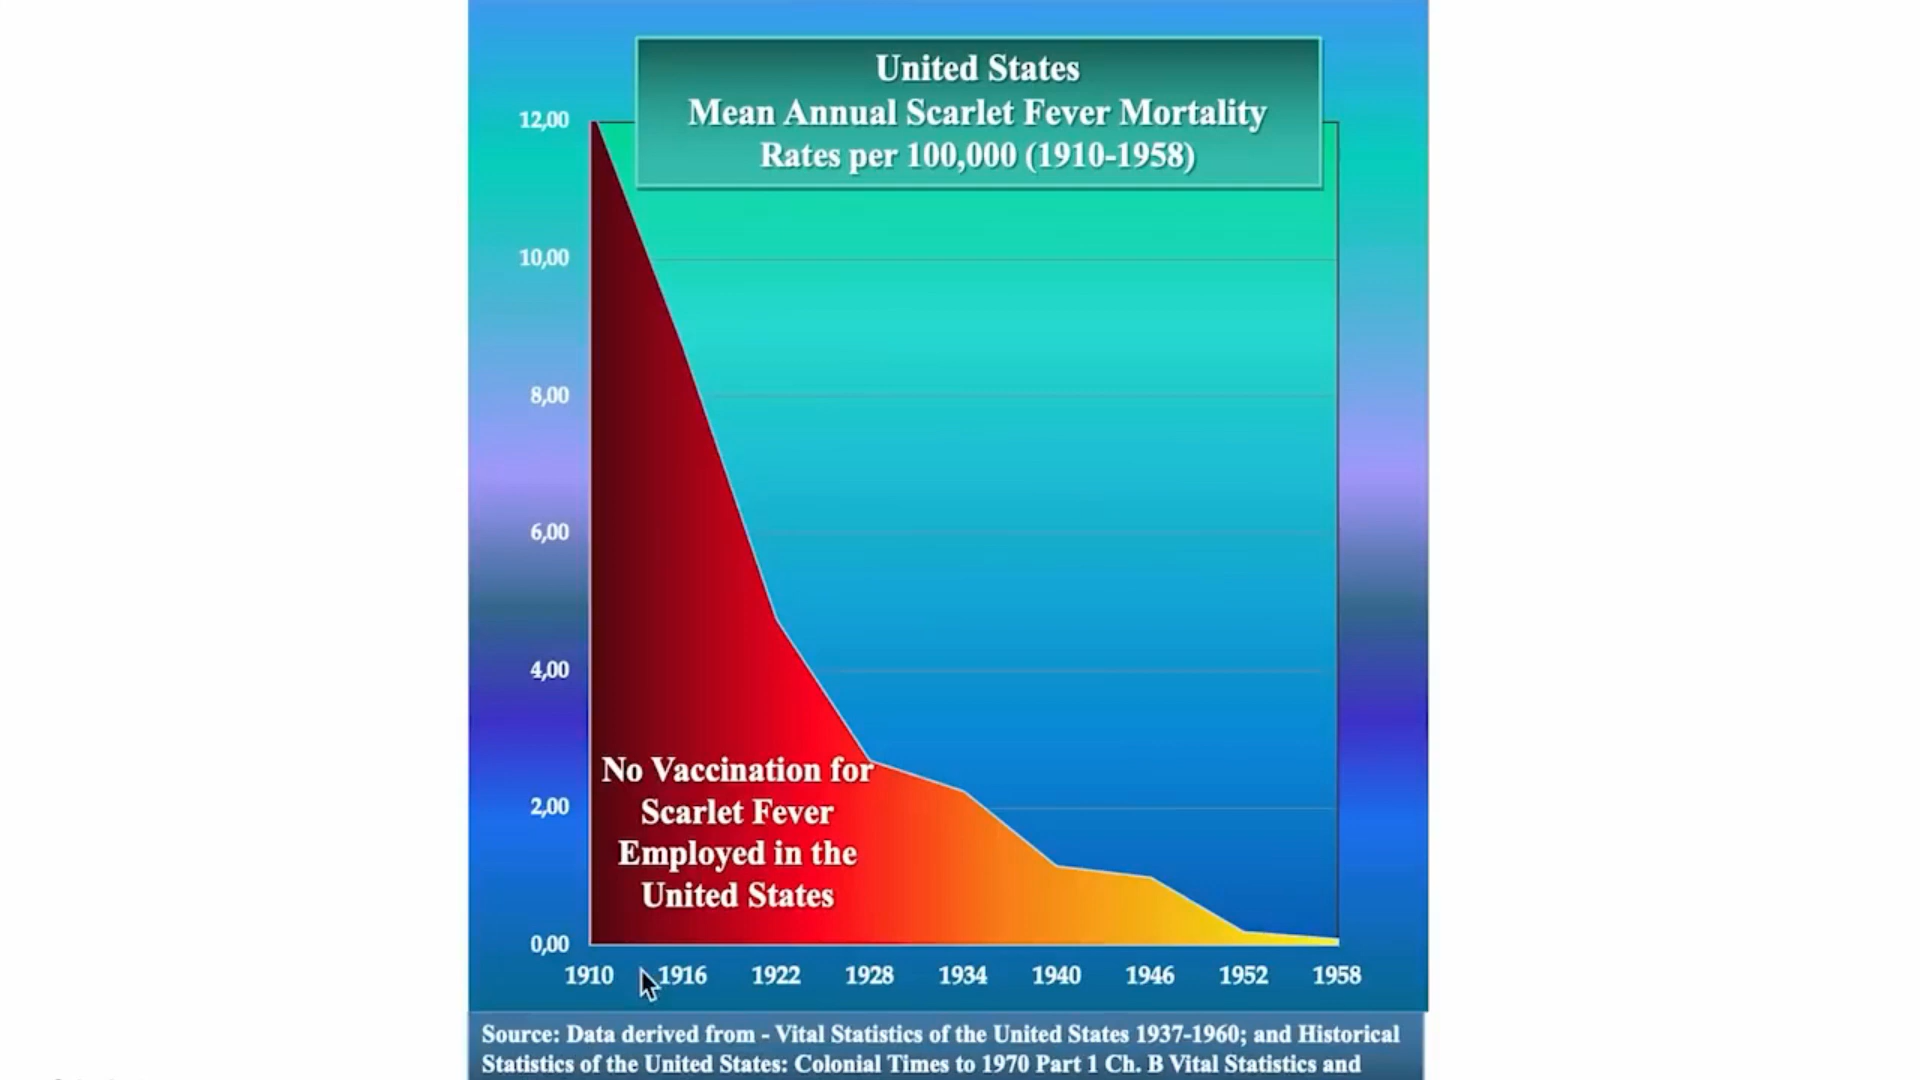 United States
Mean Annual Scarlet Fever Mortality
Rates per 100,000 (1910-1958)
12,00
10,00
8,00
6,00
4,00
2,00
0,00
No Vaccination for
Scarlet Fever
Employed in the
United States
1910 1916 1922 1928 1934 1940 1946 1952 1958
Source: Data derived from - Vital Statistics of the United States 1937-1960; and Historical
Statistics of the United States: Colonial Times to 1970 Part 1 Ch. B Vital Statistics and